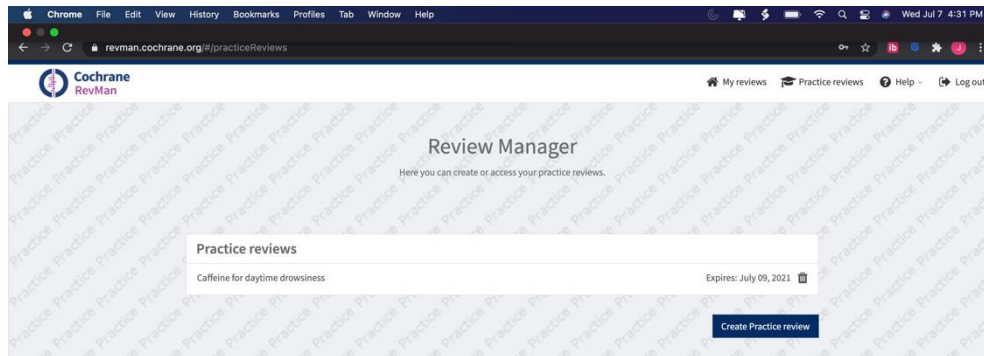 Chrome File Edit View History Bookmarks Profiles Tab Window Help Wed Jul 7 4:31 PM
revman.cochrane.org/#/practiceReviews
Cochrane
RevMan
My reviews Practice reviews Help Log out
Review Manager
Here you can create or access your practice reviews.
Practice reviews
Caffeine for daytime drowsiness Expires: July 09, 2021
Create Practice review